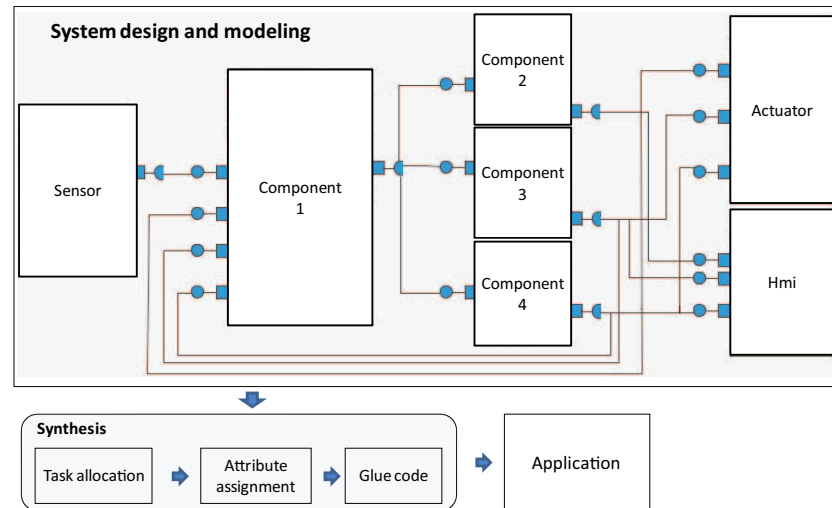 System design and modeling
Sensor
Component
1
Component
2
Component
3
Component
4
Actuator
Hmi
Synthesis
Task allocation
Attribute
assignment
Glue code
Application